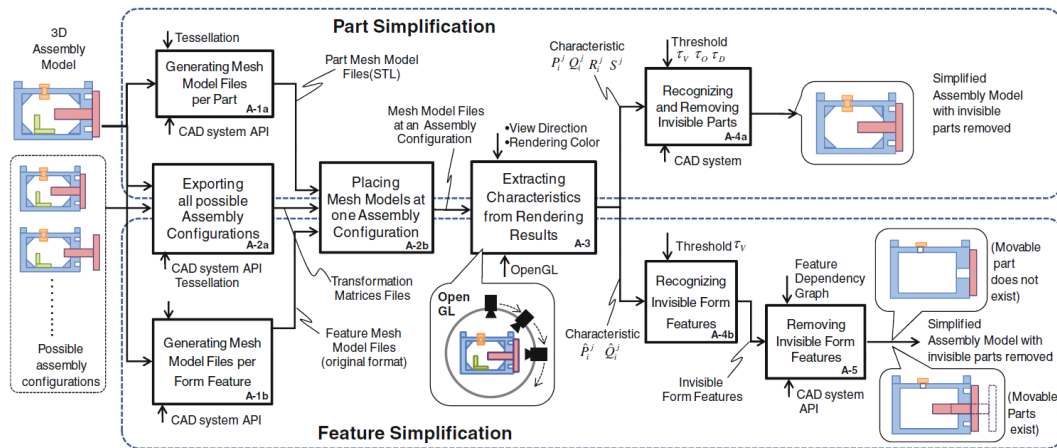 Part Simplification
3D
Assembly
Model
Tessellation
Generating Mesh
Model Files
per Part
A-1a
CAD system API
Part Mesh Model
Files(STL)
Mesh Model Files
at an Assembly
Configuration
•View Direction
•Rendering Color
Characteristic
P_i^j Q_i^j R_i^j S^j
Threshold
τ_V τ_O τ_D
Recognizing
and Removing
Invisible Parts
A-4a
CAD system
Simplified
Assembly Model
with invisible
parts removed
Exporting
all possible
Assembly
Configurations
A-2a
CAD system API
Tessellation
Placing
Mesh Models at
one Assembly
Configuration
A-2b
Extracting
Characteristics
from Rendering
Results
A-3
OpenGL
Transformation
Matrices Files
Feature Mesh
Model Files
(original format)
Open
GL
Possible
assembly
configurations
Generating Mesh
Model Files per
Form Feature
A-1b
CAD system API
Characteristic
P̂_i^j Q̂_i^j
Threshold τ_V
Recognizing
Invisible Form
Features
A-4b
Invisible
Form Features
Feature
Dependency
Graph
Removing
Invisible Form
Features
A-5
CAD system
API
(Movable
part
does not
exist)
Simplified
Assembly Model with
invisible parts removed
(Movable
Parts
exist)
Feature Simplification